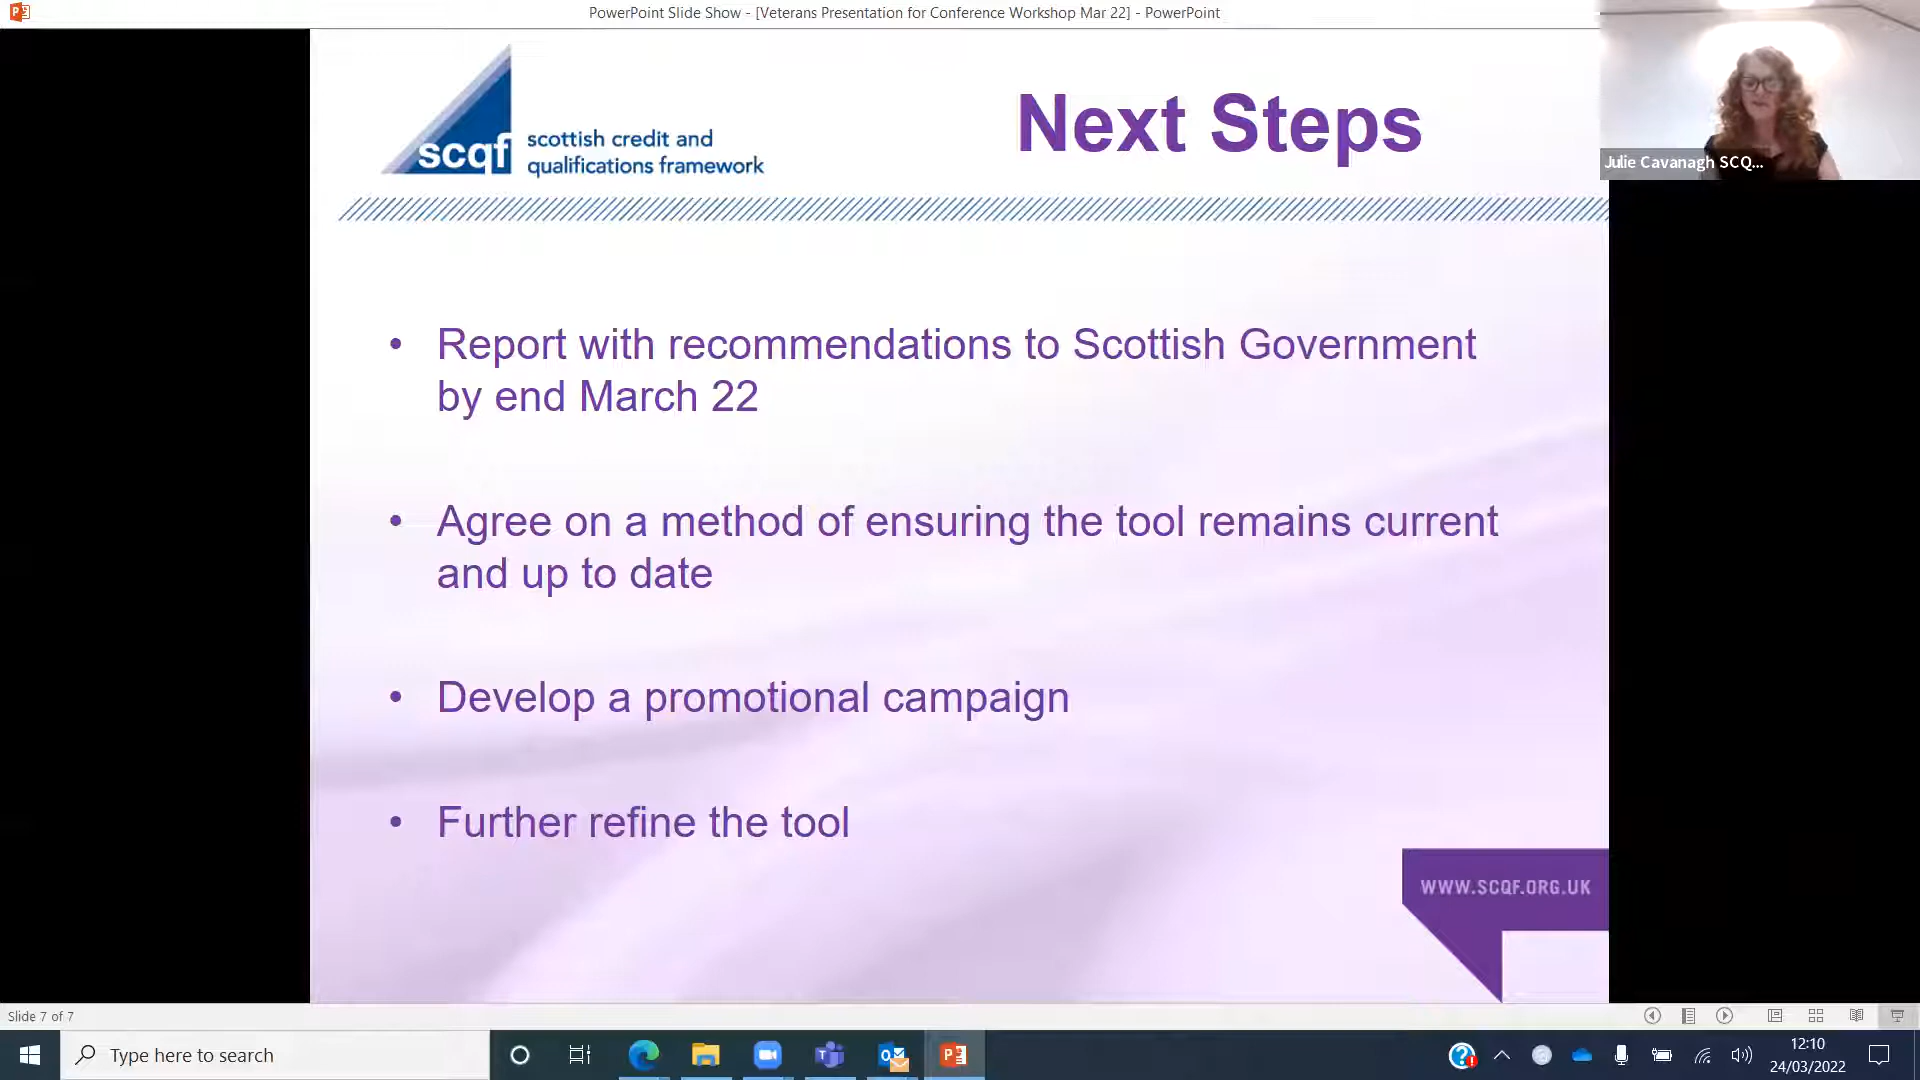 PowerPoint Slide Show - [Veterans Presentation for Conference Workshop Mar 22] - PowerPoint
scqf
scottish credit and
qualifications framework
Next Steps
Julie Cavanagh SCQ...
• Report with recommendations to Scottish Government
by end March 22
• Agree on a method of ensuring the tool remains current
and up to date
• Develop a promotional campaign
• Further refine the tool
WWW.SCQF.ORG.UK
Slide 7 of 7
Type here to search
12:10
24/03/2022